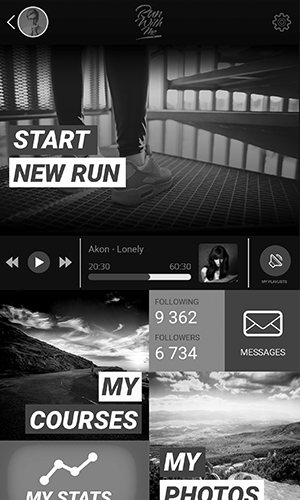 Run
With
Me
START
NEW RUN
Akon - Lonely
20:30 60:30
MY PLAYLISTS
FOLLOWING
9 362
FOLLOWERS
6 734
MESSAGES
MY
COURSES
MY
PHOTOS
MY STATS